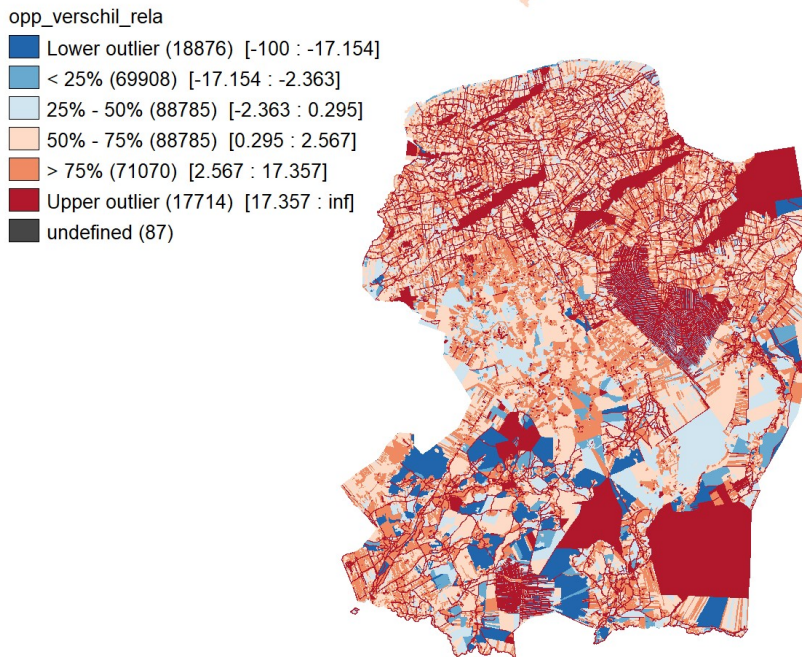 opp_verschil_rela
Lower outlier (18876) [-100 : -17.154]
< 25% (69908) [-17.154 : -2.363]
25% - 50% (88785) [-2.363 : 0.295]
50% - 75% (88785) [0.295 : 2.567]
> 75% (71070) [2.567 : 17.357]
Upper outlier (17714) [17.357 : inf]
undefined (87)